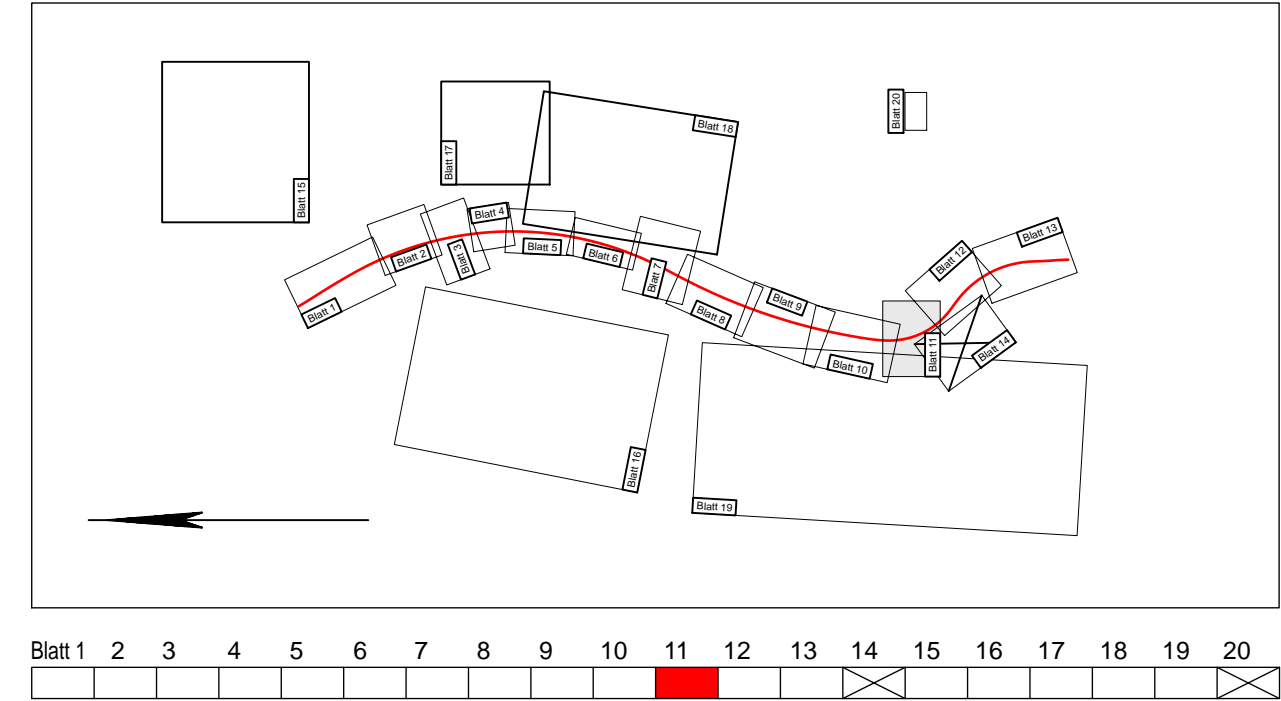 Blatt 20
Blatt 18
Blatt 17
Blatt 15
Blatt 4
Blatt 13
Blatt 12
Blatt 5
Blatt 2
Blatt 3
Blatt 6
Blatt 7
Blatt 9
Blatt 1
Blatt 8
Blatt 14
Blatt 11
Blatt 10
Blatt 16
Blatt 19
Blatt 1 2 3 4 5 6 7 8 9 10 11 12 13 14 15 16 17 18 19 20